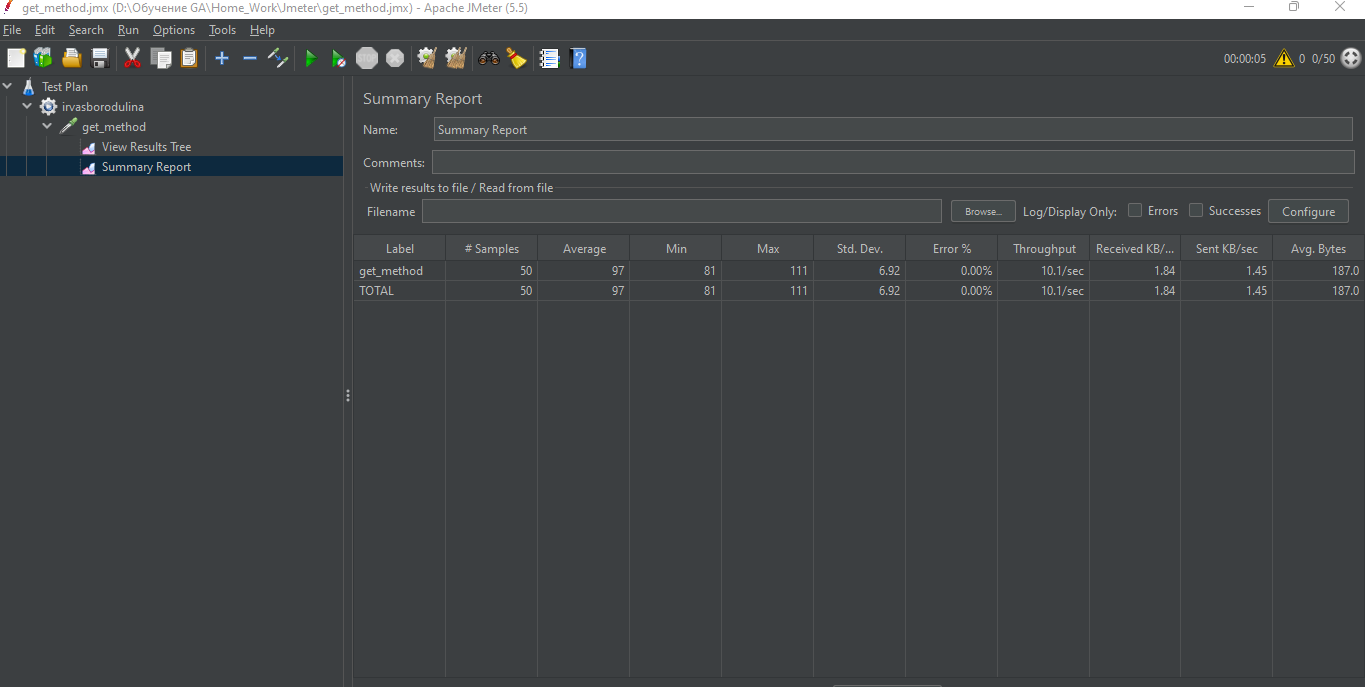 get_method.jmx (D:\Обучение GA\Home_Work\Jmeter\get_method.jmx) - Apache JMeter (5.5)
File Edit Search Run Options Tools Help
STOP 00:00:05 0 0/50
Test Plan
irvasborodulina
get_method
View Results Tree
Summary Report
Summary Report
Name: Summary Report
Comments:
Write results to file / Read from file
Filename Browse... Log/Display Only: Errors Successes Configure
Label # Samples Average Min Max Std. Dev. Error % Throughput Received KB/... Sent KB/sec Avg. Bytes
get_method 50 97 81 111 6.92 0.00% 10.1/sec 1.84 1.45 187.0
TOTAL 50 97 81 111 6.92 0.00% 10.1/sec 1.84 1.45 187.0